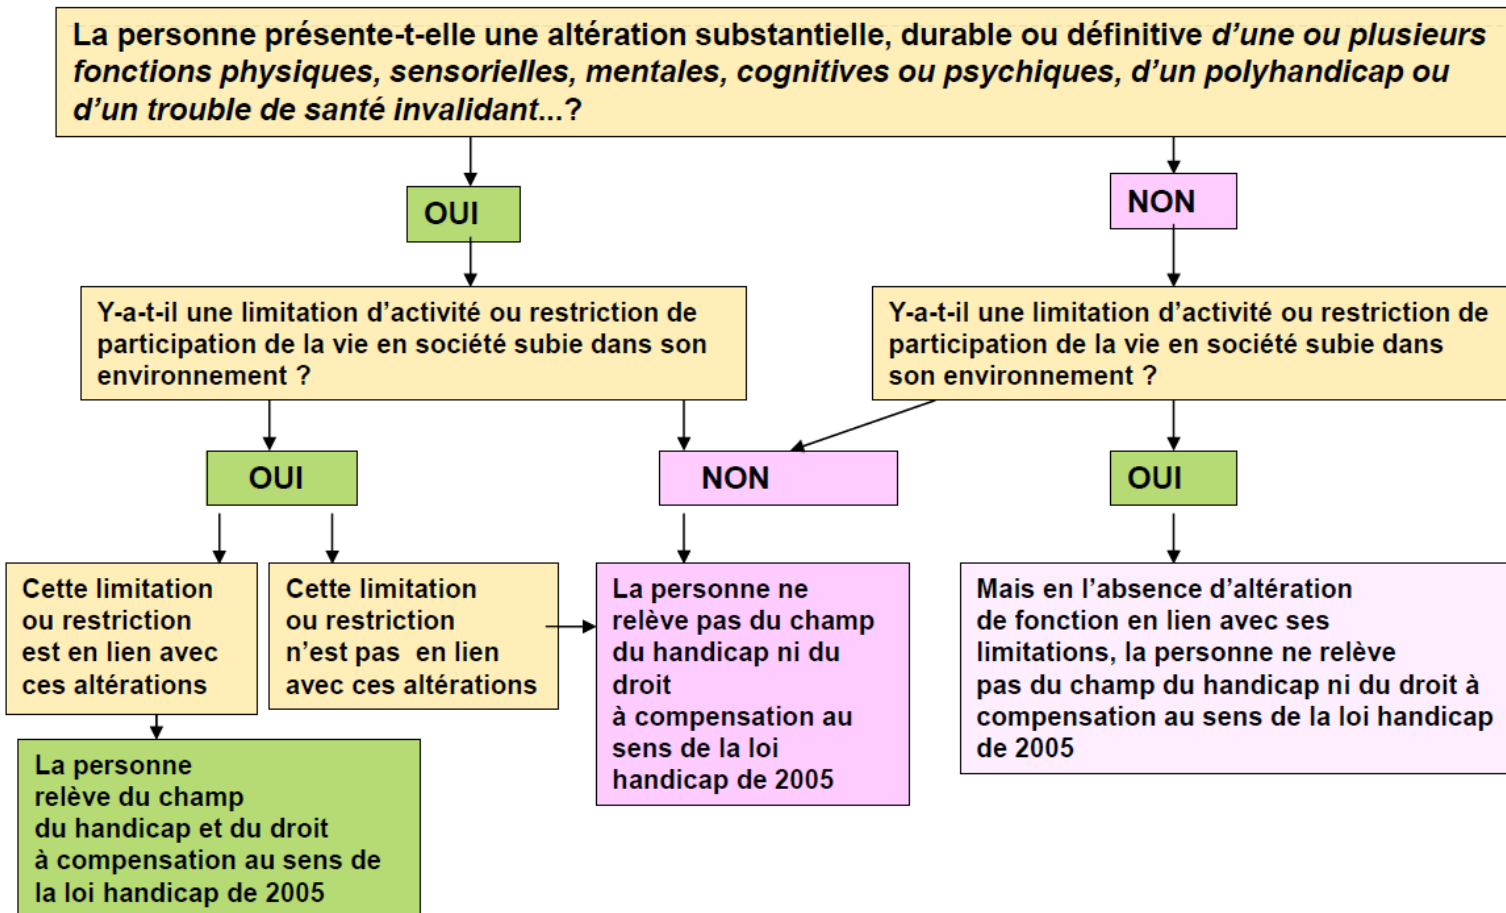 La personne présente-t-elle une altération substantielle, durable ou définitive d'une ou plusieurs
fonctions physiques, sensorielles, mentales, cognitives ou psychiques, d'un polyhandicap ou
d'un trouble de santé invalidant...?
OUI
NON
Y-a-t-il une limitation d'activité ou restriction de
participation de la vie en société subie dans son
environnement ?
Y-a-t-il une limitation d'activité ou restriction de
participation de la vie en société subie dans
son environnement ?
OUI
NON
OUI
Cette limitation
ou restriction
est en lien avec
ces altérations
Cette limitation
ou restriction
n'est pas en lien
avec ces altérations
La personne ne
relève pas du champ
du handicap ni du
droit
à compensation au
sens de la loi
handicap de 2005
Mais en l'absence d'altération
de fonction en lien avec ses
limitations, la personne ne relève
pas du champ du handicap ni du droit à
compensation au sens de la loi handicap
de 2005
La personne
relève du champ
du handicap et du droit
à compensation au sens de
la loi handicap de 2005